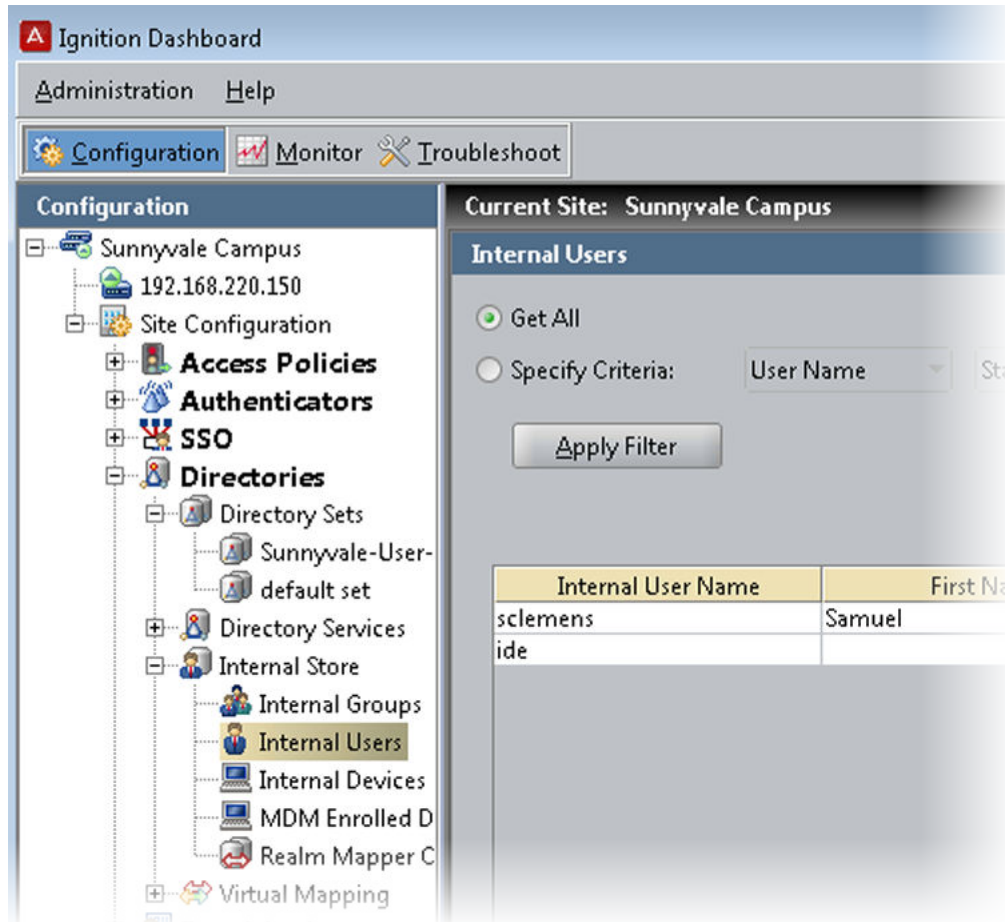 Ignition Dashboard
Administration Help
Configuration Monitor Troubleshoot
Configuration
Sunnyvale Campus
192.168.220.150
Site Configuration
Access Policies
Authenticators
SSO
Directories
Directory Sets
Sunnyvale-User-
default set
Directory Services
Internal Store
Internal Groups
Internal Users
Internal Devices
MDM Enrolled D
Realm Mapper C
Virtual Mapping
Current Site: Sunnyvale Campus
Internal Users
Get All
Specify Criteria: User Name
Apply Filter
Internal User Name First Na
sclemens Samuel
ide